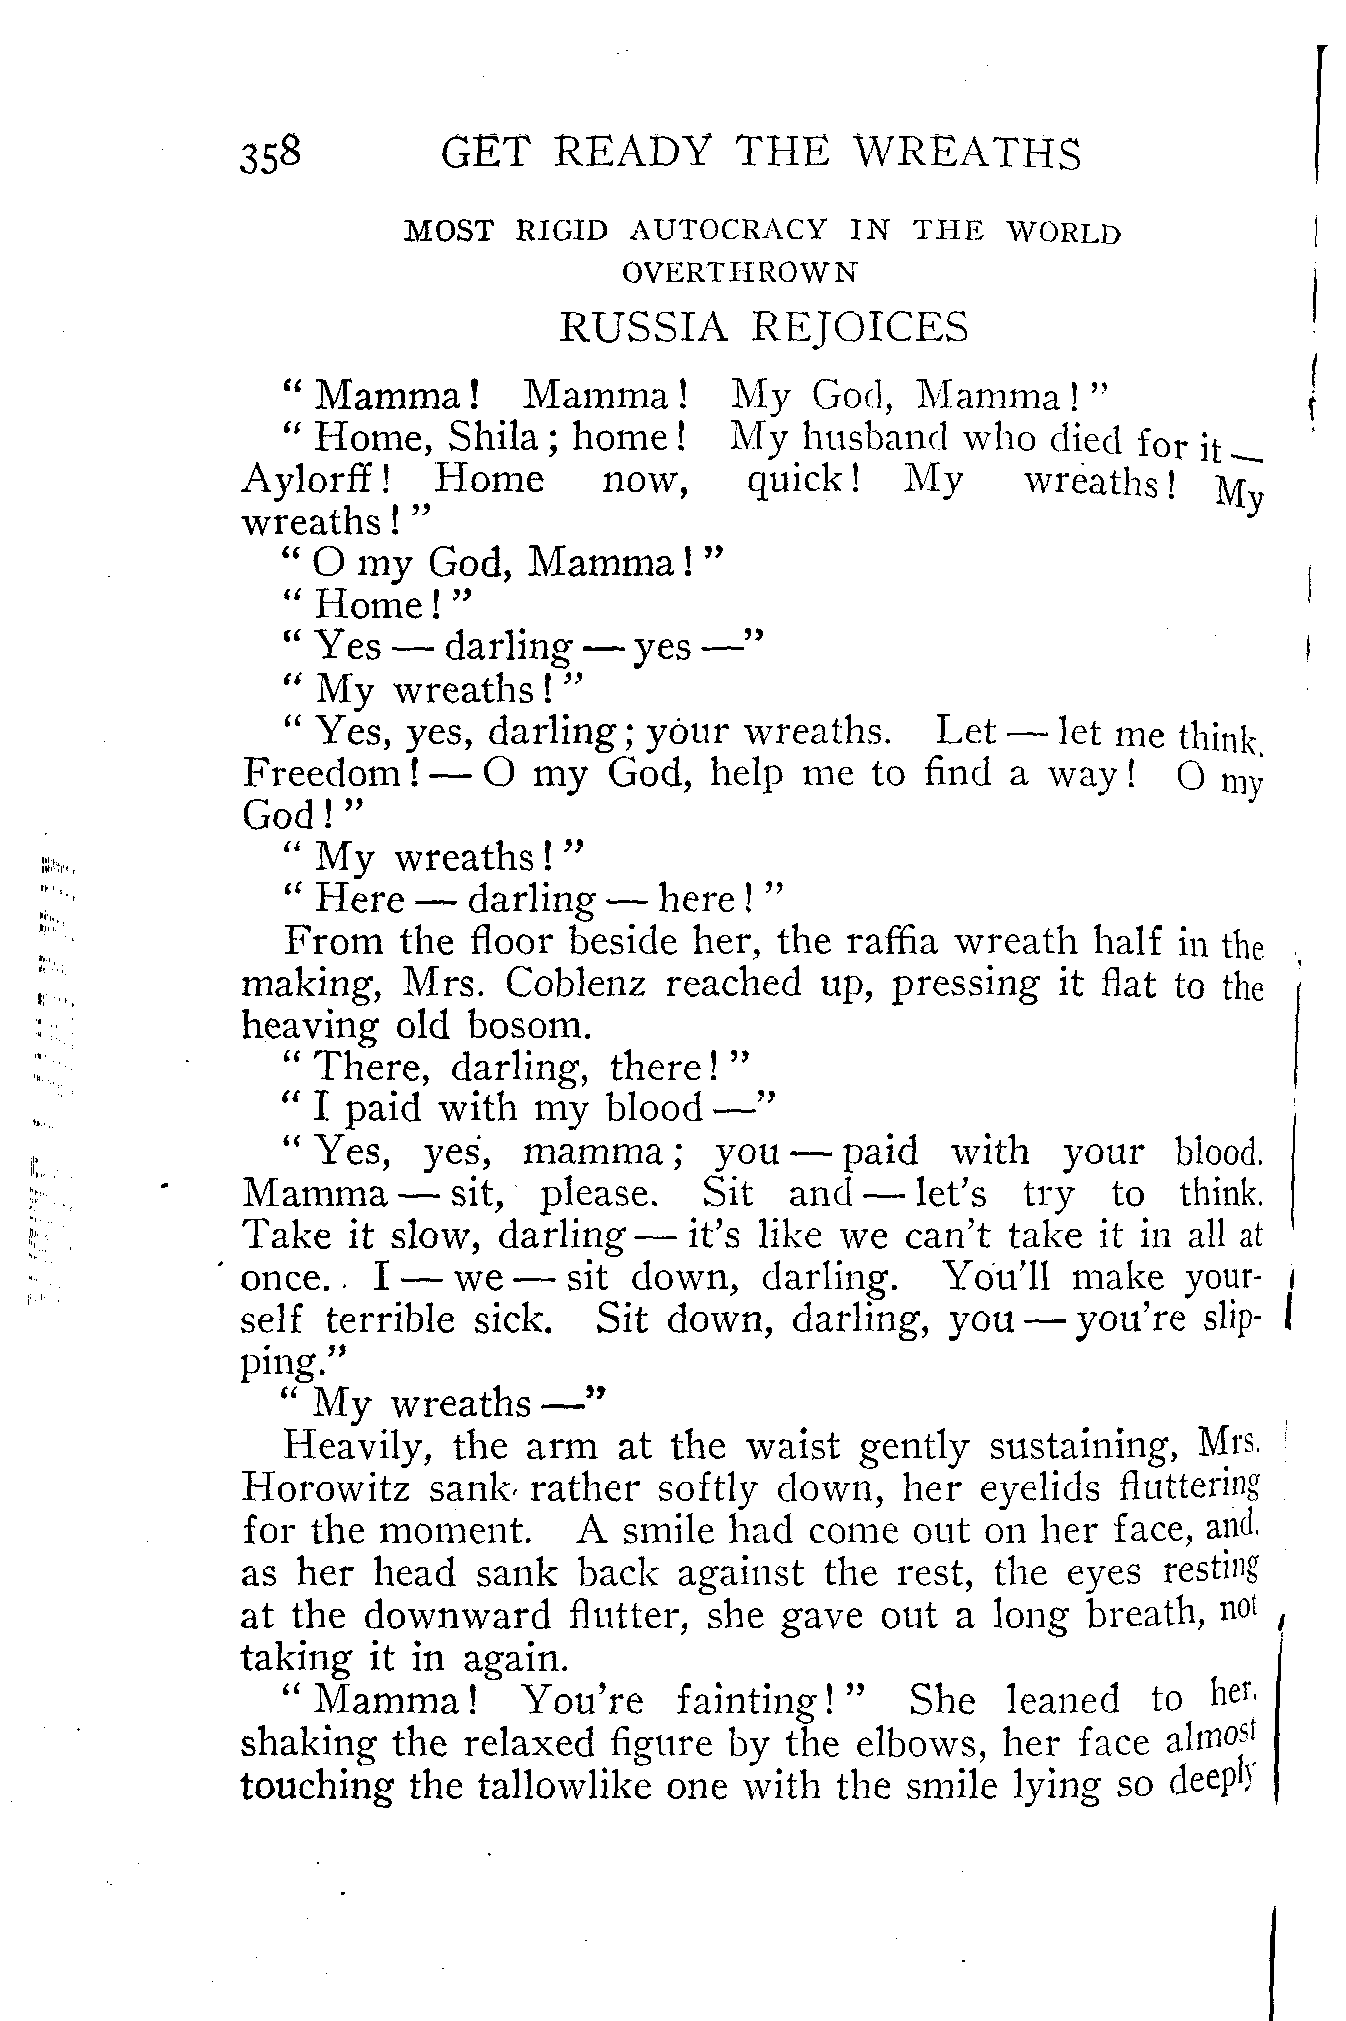 358 GET READY THE WREATHS
MOST RIGID AUTOCRACY IN THE WORLD
OVERTHROWN
RUSSIA REJOICES
“ Mamma! Mamma! My God, Mamma! ”
“ Home, Shila; home! My husband who died for it —
Aylorff! Home now, quick! My wreaths! My
wreaths! ”
“ O my God, Mamma! ”
“ Home! ”
“ Yes — darling — yes —”
“ My wreaths! ”
“ Yes, yes, darling; your wreaths. Let — let me think.
Freedom! — O my God, help me to find a way! O my
God! ”
“ My wreaths! ”
“ Here — darling — here! ”
From the floor beside her, the raffia wreath half in the
making, Mrs. Coblenz reached up, pressing it flat to the
heaving old bosom.
“ There, darling, there! ”
“ I paid with my blood —”
“ Yes, yes, mamma; you — paid with your blood.
Mamma — sit, please. Sit and — let's try to think.
Take it slow, darling — it's like we can't take it in all at
once. . I — we — sit down, darling. You'll make your-
self terrible sick. Sit down, darling, you — you're slip-
ping.”
“ My wreaths —”
Heavily, the arm at the waist gently sustaining, Mrs.
Horowitz sank rather softly down, her eyelids fluttering
for the moment. A smile had come out on her face, and,
as her head sank back against the rest, the eyes resting
at the downward flutter, she gave out a long breath, not
taking it in again.
“ Mamma! You're fainting! ” She leaned to her,
shaking the relaxed figure by the elbows, her face almost
touching the tallowlike one with the smile lying so deeply